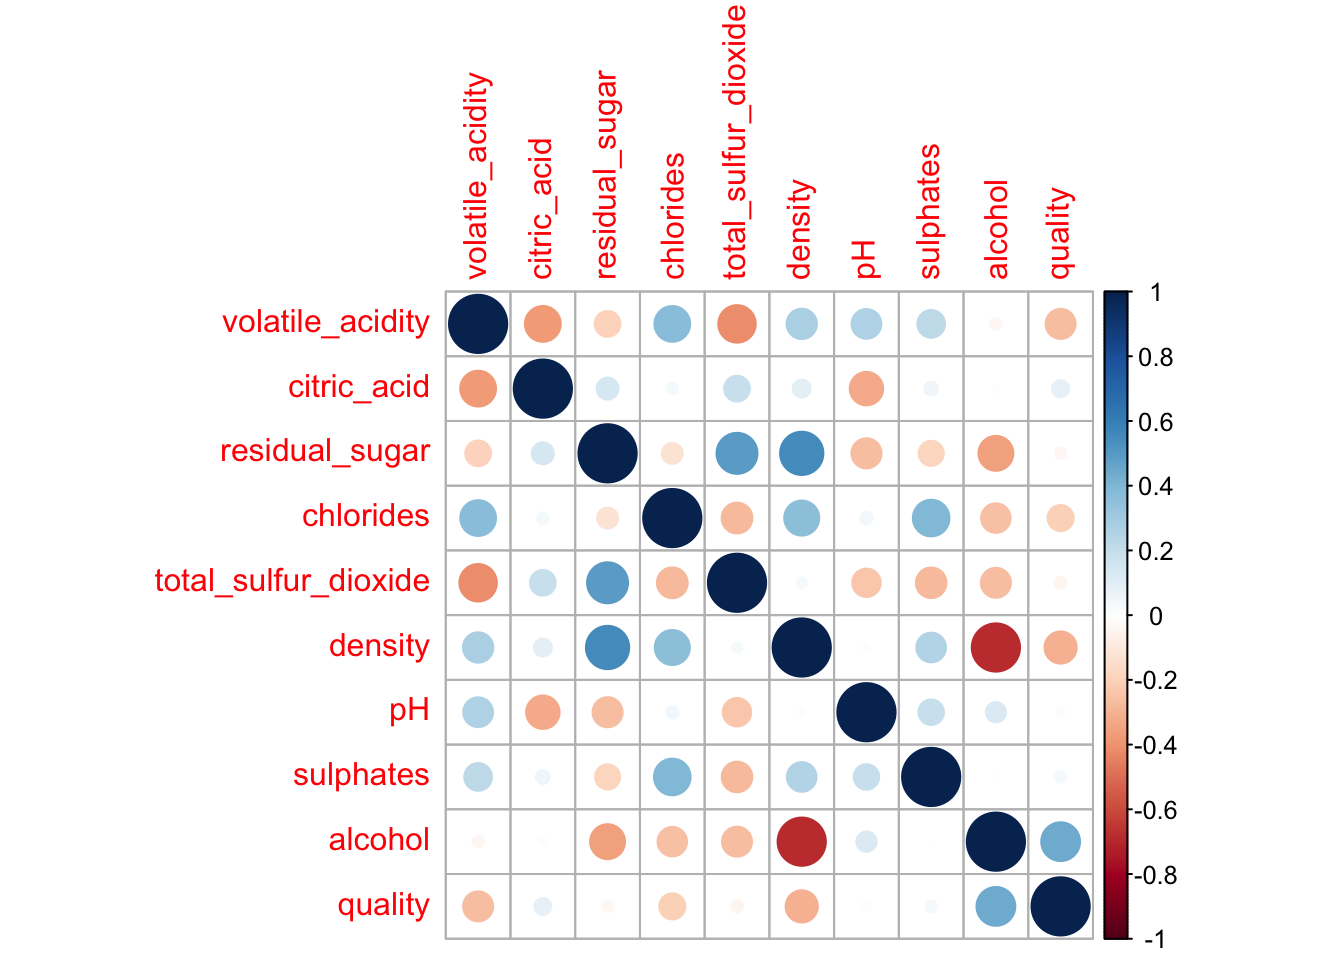 volatile_acidity
citric_acid
residual_sugar
chlorides
total_sulfur_dioxide
density
pH
sulphates
alcohol
quality
volatile_acidity
citric_acid
residual_sugar
chlorides
total_sulfur_dioxide
density
pH
sulphates
alcohol
quality
1
0.8
0.6
0.4
0.2
0
-0.2
-0.4
-0.6
-0.8
-1